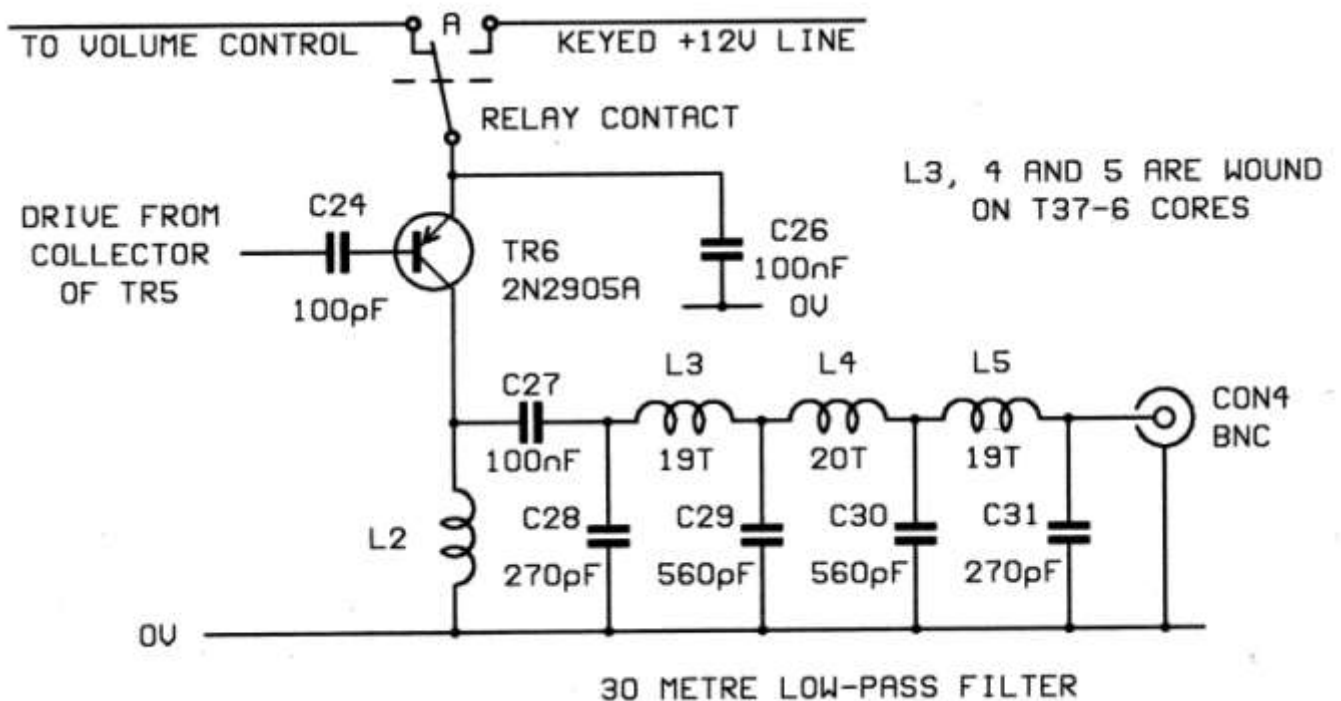 A
TO VOLUME CONTROL
KEYED +12V LINE
RELAY CONTACT
L3, 4 AND 5 ARE WOUND
ON T37-6 CORES
DRIVE FROM
COLLECTOR
OF TR5
C24
100pF
TR6
2N2905A
C26
100nF
0V
C27
100nF
L3
19T
L4
20T
L5
19T
CON4
BNC
L2
C28
270pF
C29
560pF
C30
560pF
C31
270pF
0V
30 METRE LOW-PASS FILTER